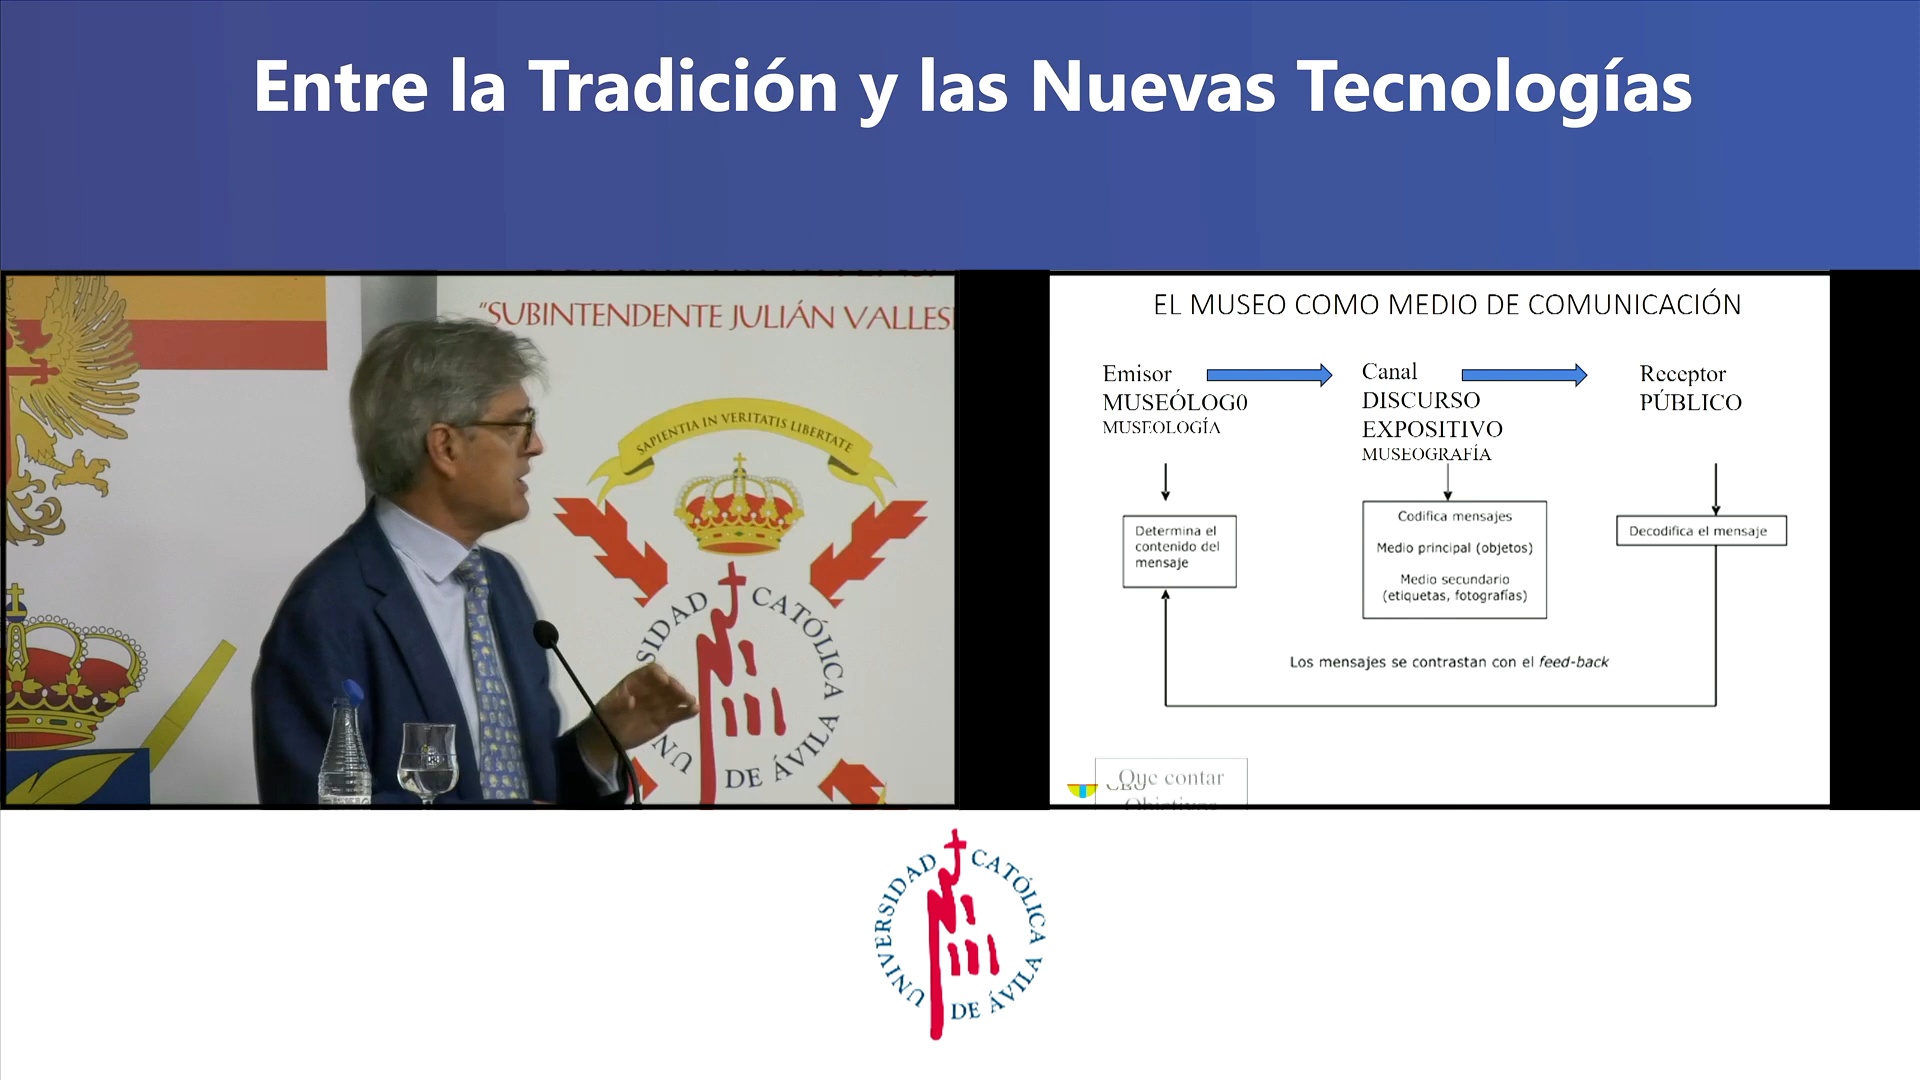 Entre la Tradición y las Nuevas Tecnologías
"SUBINTENDENTE JULIÁN VALLES
SAPIENTIA IN VERITATIS LIBERTATE
SIDAD CATÓLICA
UN DE ÁVILA
EL MUSEO COMO MEDIO DE COMUNICACIÓN
Emisor
MUSEÓLOG0
MUSEOLOGÍA
Canal
DISCURSO
EXPOSITIVO
MUSEOGRAFÍA
Receptor
PÚBLICO
Determina el
contenido del
mensaje
Codifica mensajes
Medio principal (objetos)
Medio secundario
(etiquetas, fotografías)
Decodifica el mensaje
Los mensajes se contrastan con el feed-back
Que contar
UNIVERSIDAD CATÓLICA
DE ÁVILA